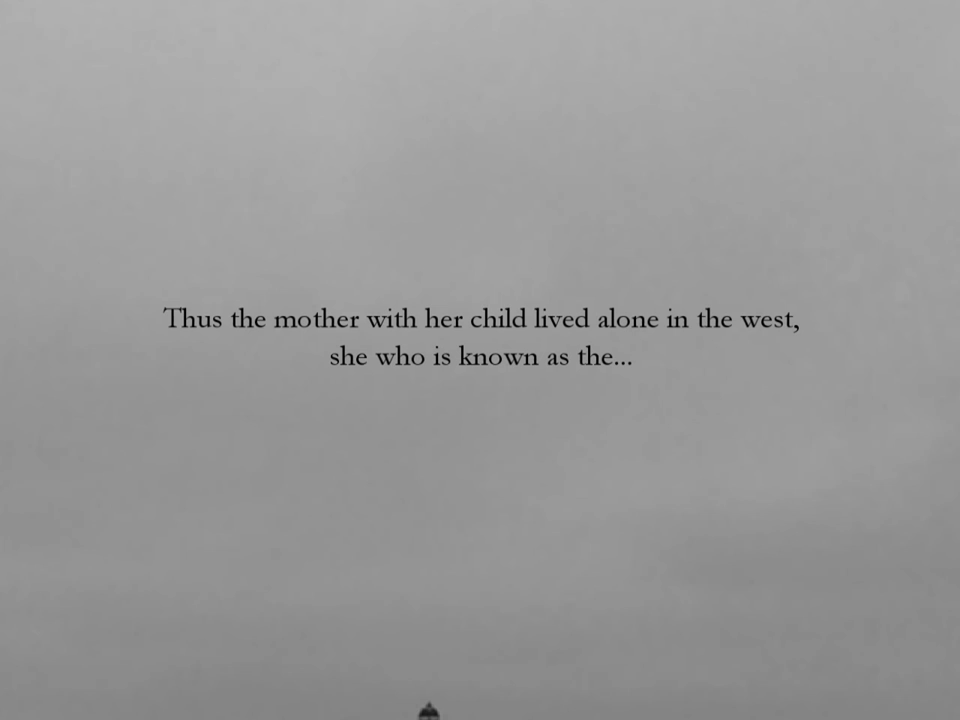 Thus the mother with her child lived alone in the west,
she who is known as the...